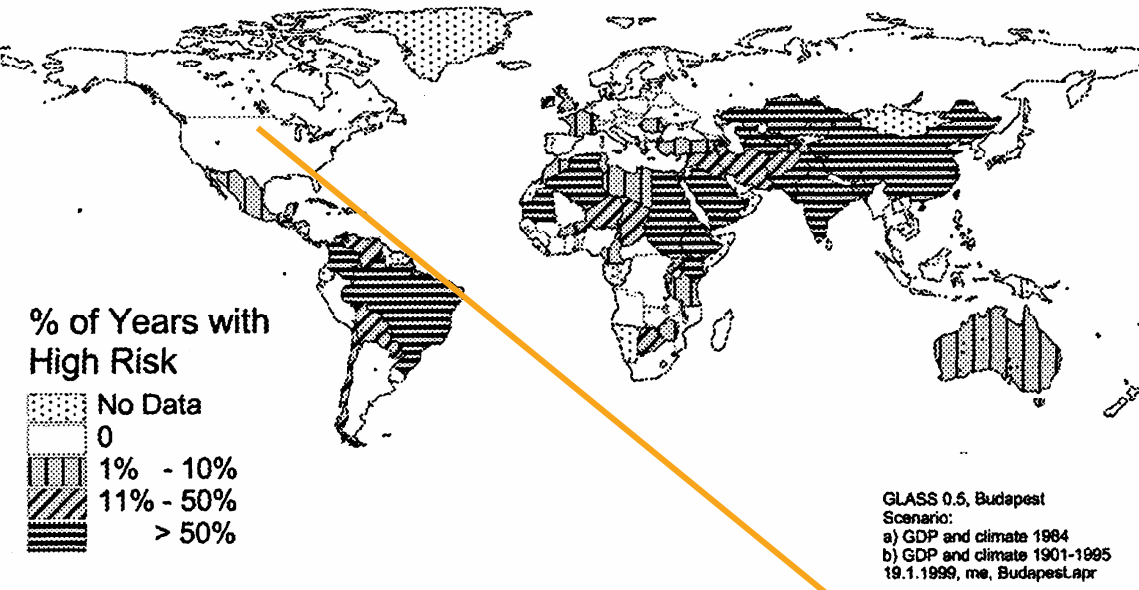 % of Years with
High Risk
No Data
0
1% - 10%
11% - 50%
> 50%
GLASS 0.5, Budapest
Scenario:
a) GDP and climate 1984
b) GDP and climate 1901-1995
19.1.1999, me, Budapest.apr